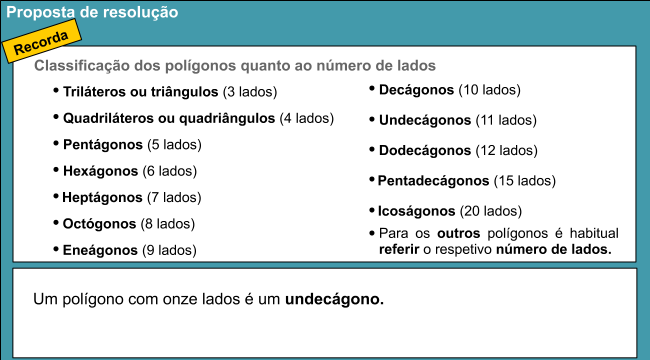 Proposta de resolução
Recorda
Classificação dos polígonos quanto ao número de lados
• Triláteros ou triângulos (3 lados)
• Quadriláteros ou quadriângulos (4 lados)
• Pentágonos (5 lados)
• Hexágonos (6 lados)
• Heptágonos (7 lados)
• Octógonos (8 lados)
• Eneágonos (9 lados)
• Decágonos (10 lados)
• Undecágonos (11 lados)
• Dodecágonos (12 lados)
• Pentadecágonos (15 lados)
• Icoságonos (20 lados)
• Para os outros polígonos é habitual
referir o respetivo número de lados.
Um polígono com onze lados é um undecágono.